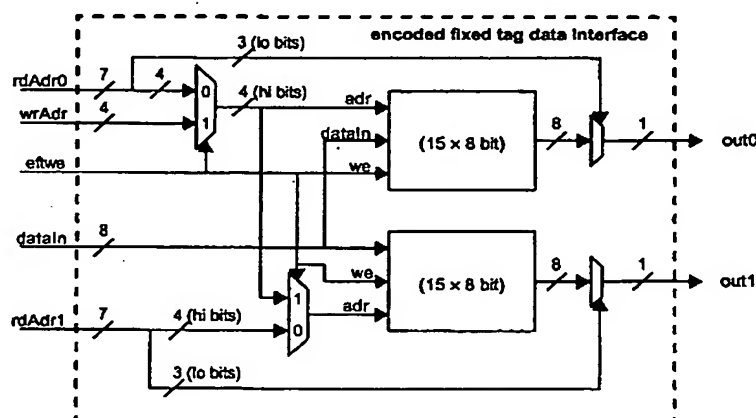 encoded fixed tag data interface
3 (lo bits)
rdAdr0
7
4
0
4 (hi bits)
adr
wrAdr
4
1
dataIn
(15 × 8 bit)
8
1
out0
eftwe
we
dataIn
8
(15 × 8 bit)
8
1
out1
we
1
adr
rdAdr1
7
4 (hi bits)
0
3 (lo bits)